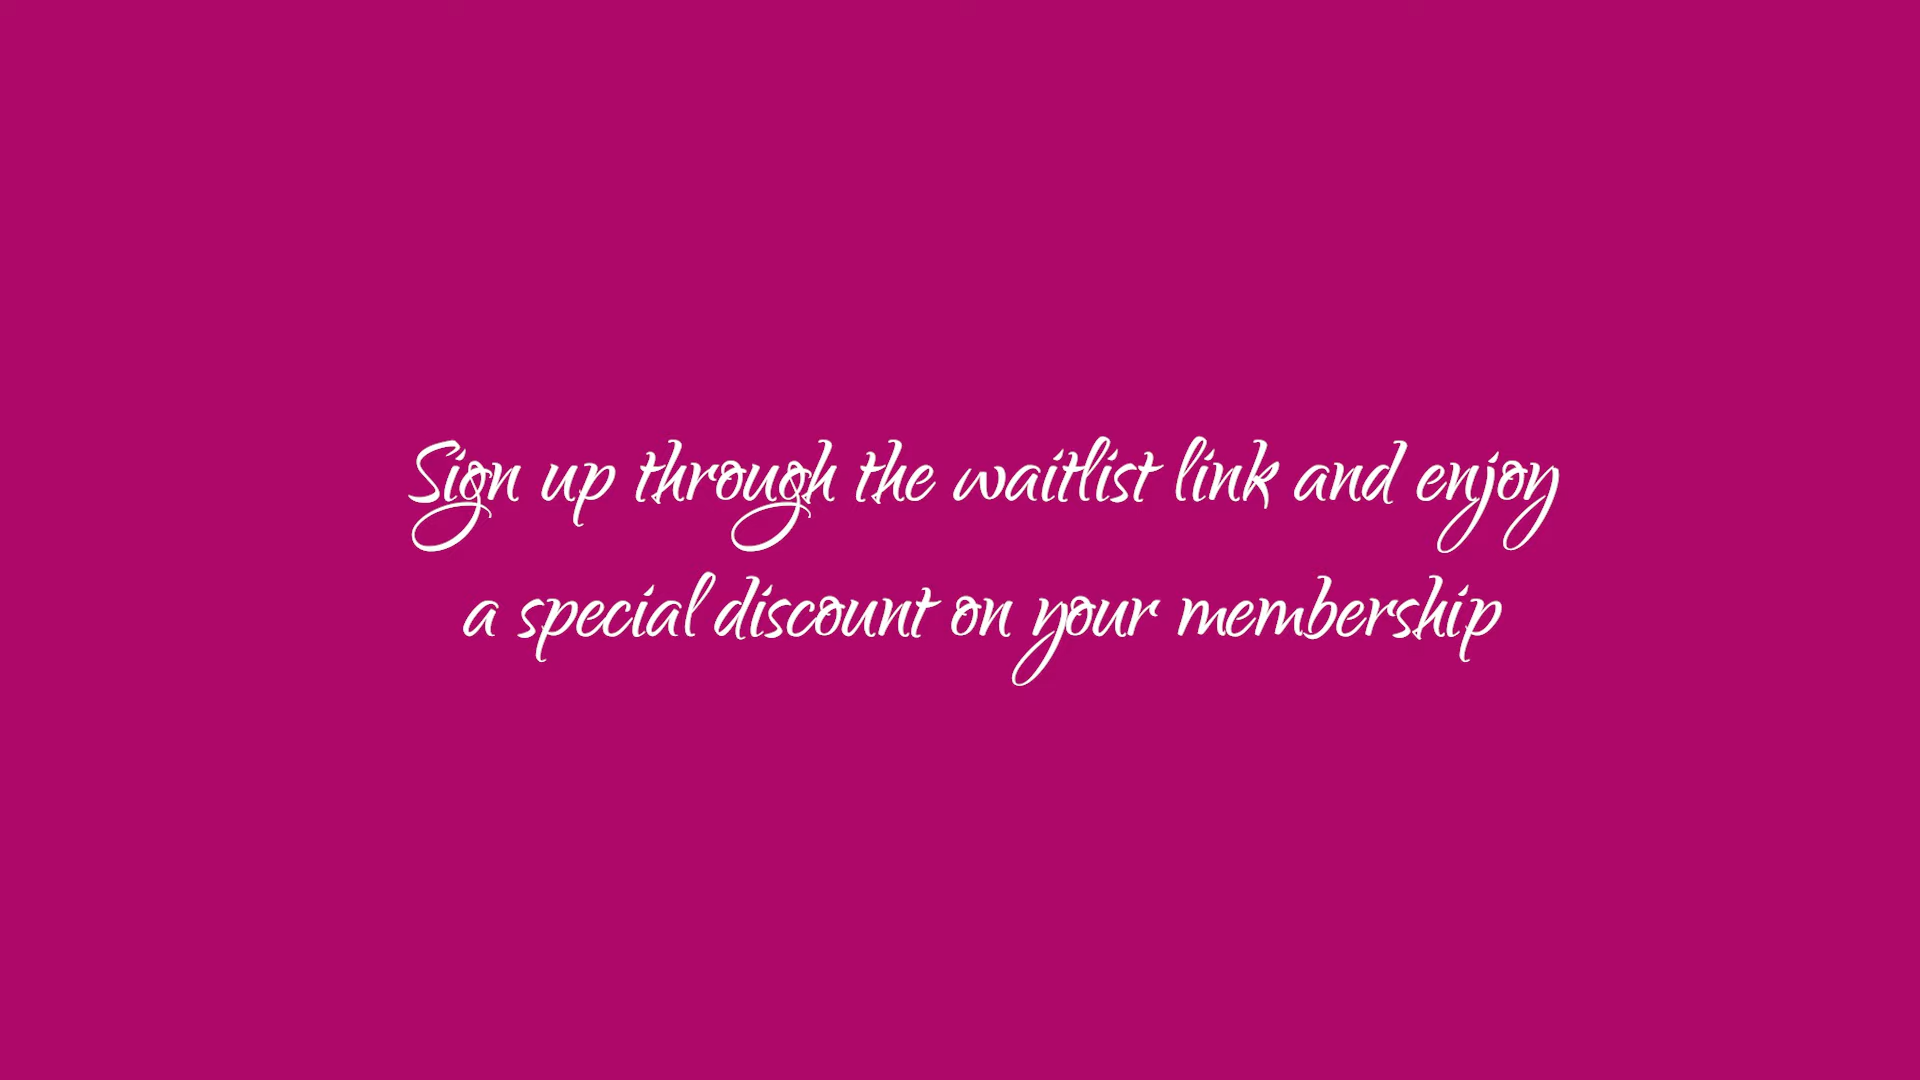 Sign up through the waitlist link and enjoy
a special discount on your membership